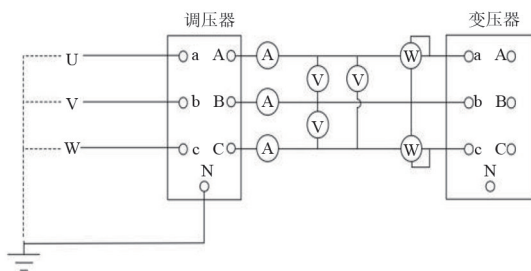 调压器 变压器
U a A A W a A
V V
V b B A b B
V
W c C A W c C
N N